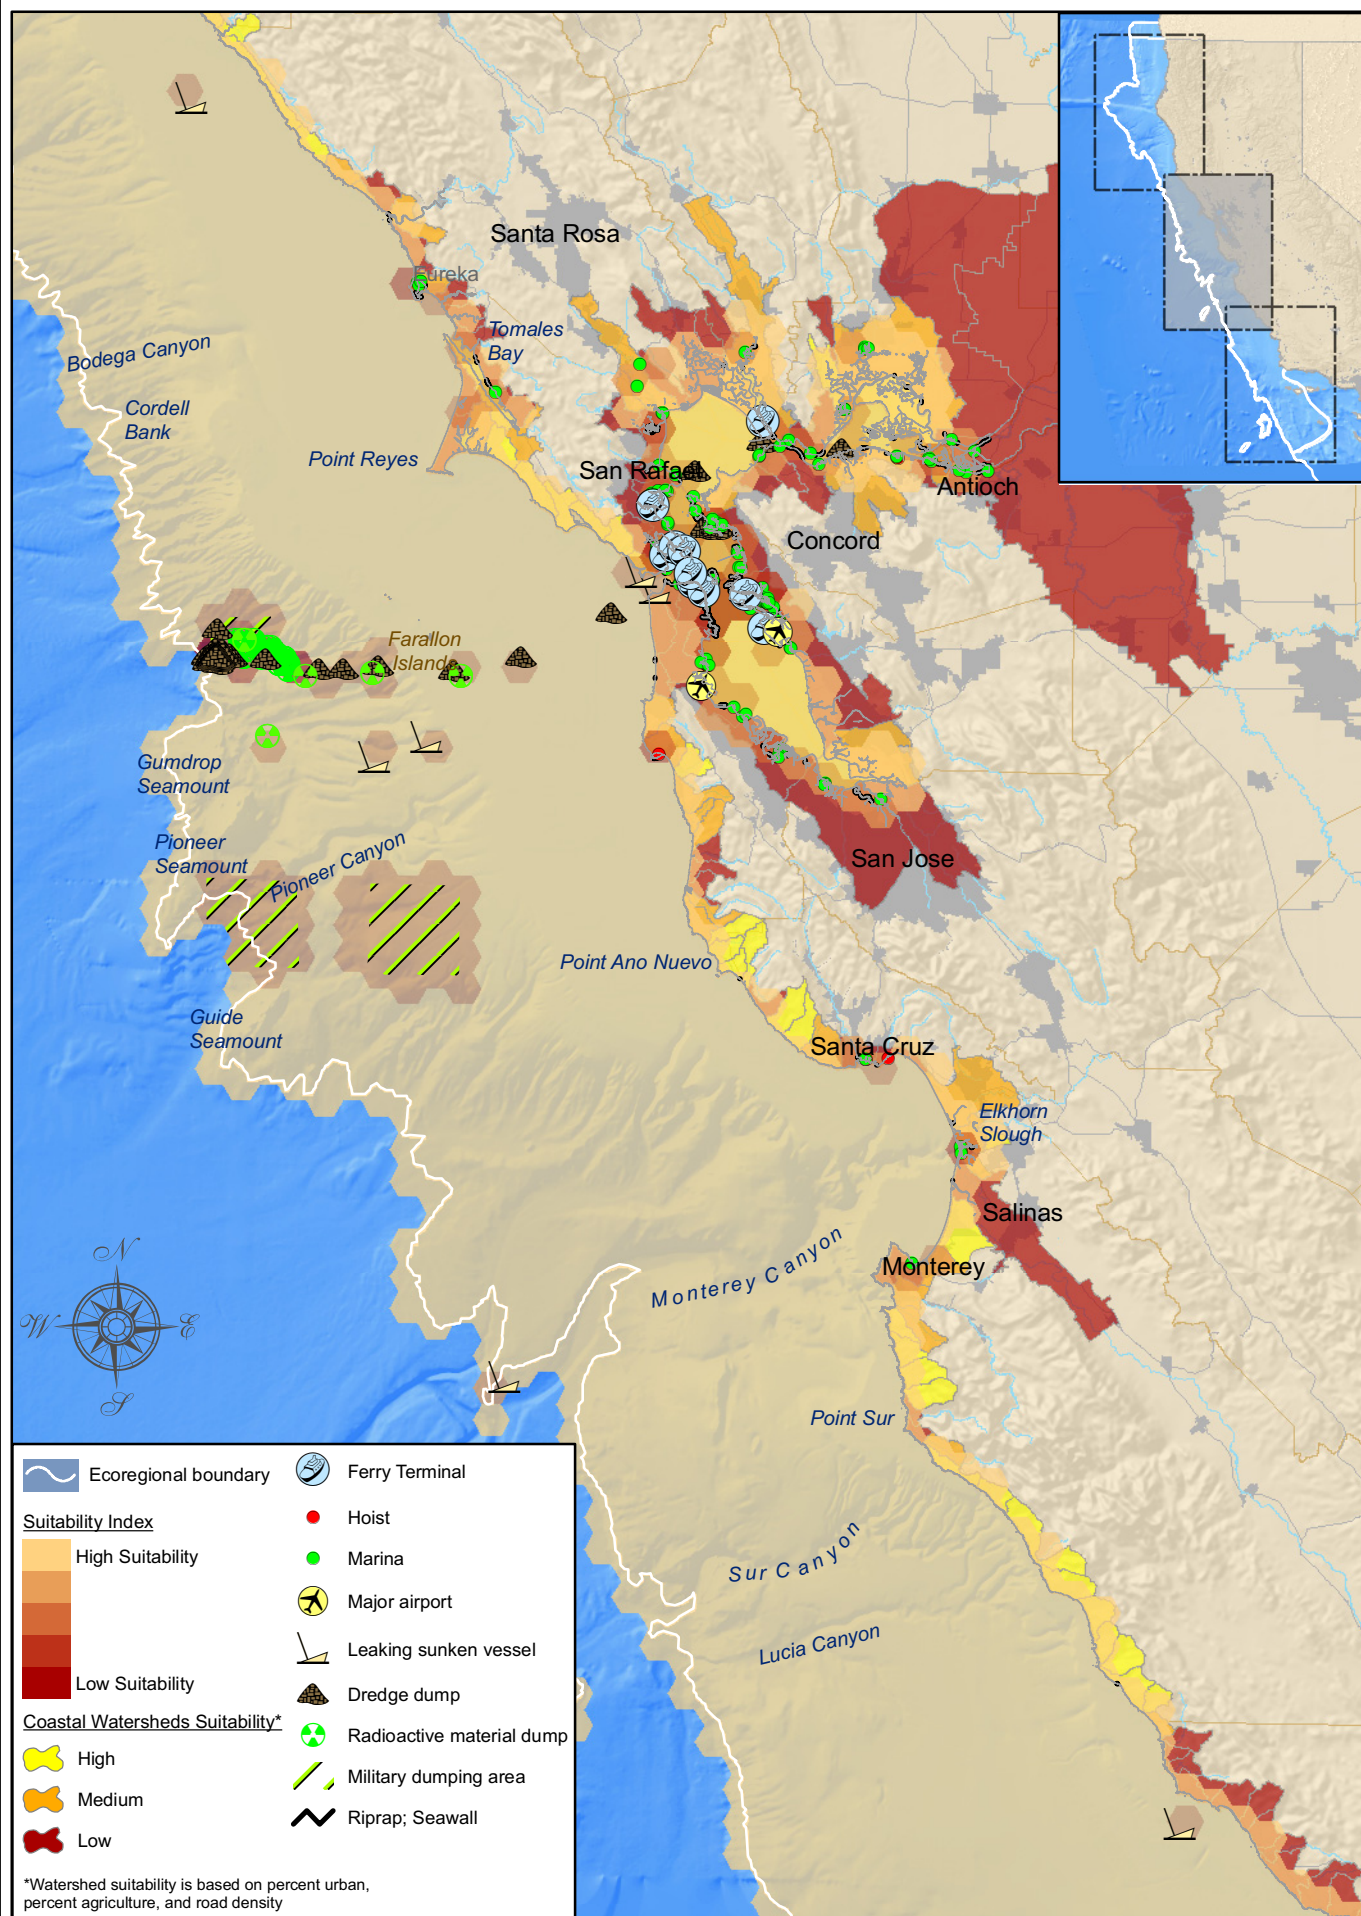 Santa Rosa
Eureka
Tomales
Bay
Bodega Canyon
Cordell
Bank
Point Reyes
San Rafael
Antioch
Concord
Farallon
Islands
Gumdrop
Seamount
Pioneer
Seamount
Pioneer Canyon
San Jose
Point Ano Nuevo
Guide
Seamount
Santa Cruz
Elkhorn
Slough
Salinas
Monterey Canyon
Monterey
Point Sur
Sur Canyon
Lucia Canyon
N
W
E
S
Ecoregional boundary
Suitability Index
High Suitability
Low Suitability
Coastal Watersheds Suitability*
High
Medium
Low
Ferry Terminal
Hoist
Marina
Major airport
Leaking sunken vessel
Dredge dump
Radioactive material dump
Military dumping area
Riprap; Seawall
*Watershed suitability is based on percent urban,
percent agriculture, and road density